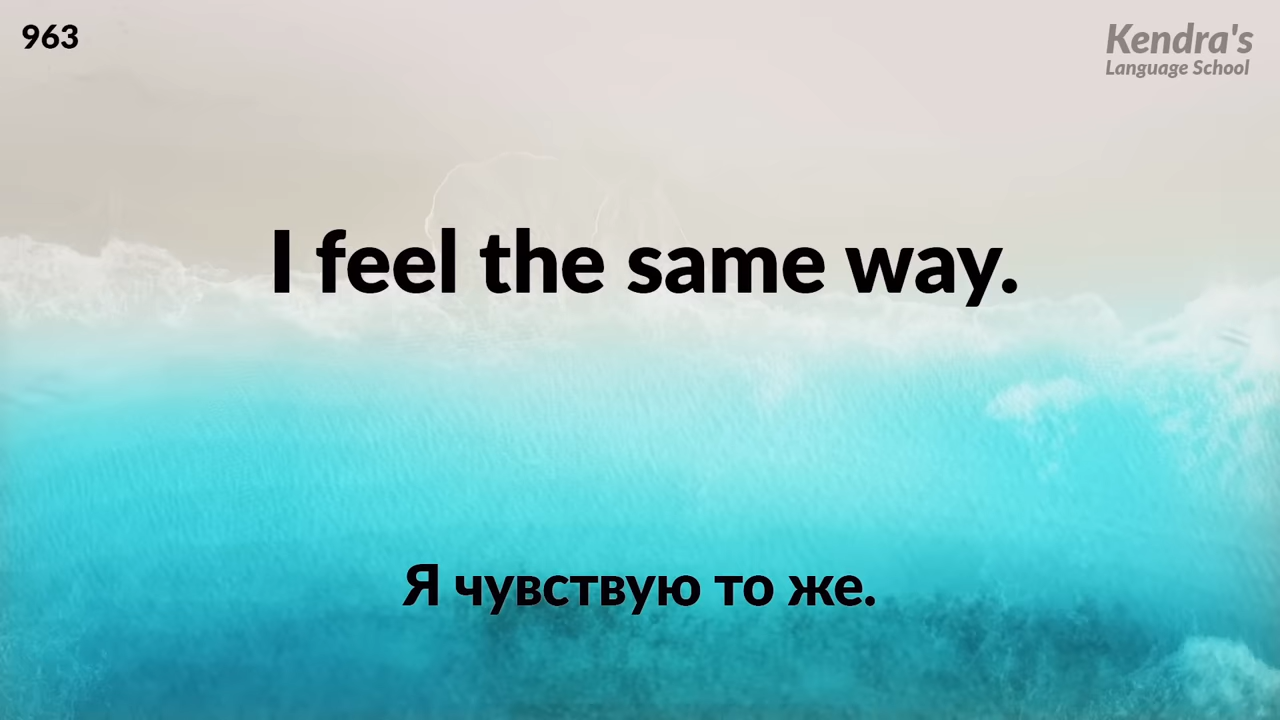 963
Kendra's
Language School
I feel the same way.
Я чувствую то же.